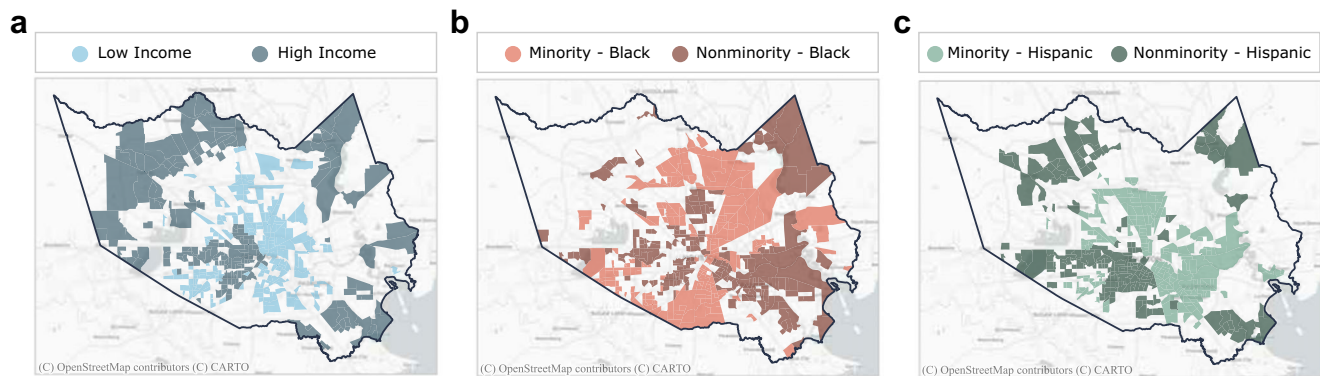 a
Low Income
High Income
(C) OpenStreetMap contributors (C) CARTO
b
Minority - Black
Nonminority - Black
(C) OpenStreetMap contributors (C) CARTO
c
Minority - Hispanic
Nonminority - Hispanic
(C) OpenStreetMap contributors (C) CARTO